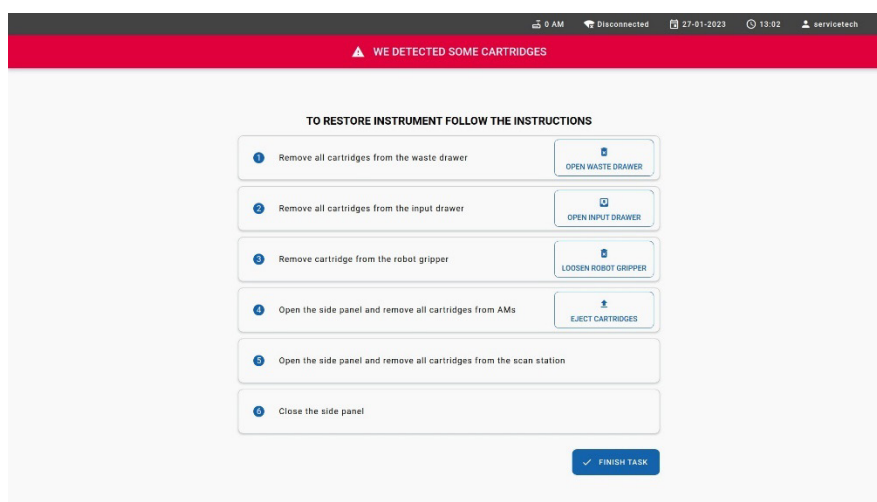 0 AM Disconnected 27-01-2023 13:02 servicetech
WE DETECTED SOME CARTRIDGES
TO RESTORE INSTRUMENT FOLLOW THE INSTRUCTIONS
1 Remove all cartridges from the waste drawer
OPEN WASTE DRAWER
2 Remove all cartridges from the input drawer
OPEN INPUT DRAWER
3 Remove cartridge from the robot gripper
LOOSEN ROBOT GRIPPER
4 Open the side panel and remove all cartridges from AMs
EJECT CARTRIDGES
5 Open the side panel and remove all cartridges from the scan station
6 Close the side panel
FINISH TASK